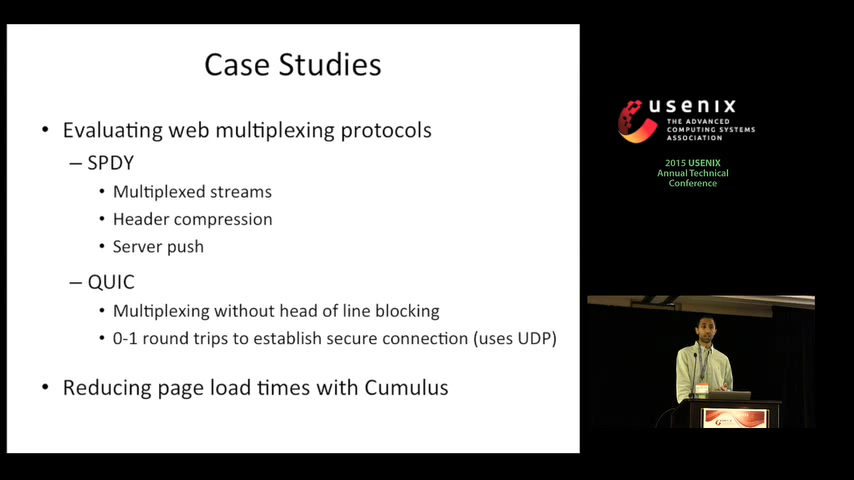 Case Studies
• Evaluating web multiplexing protocols
– SPDY
• Multiplexed streams
• Header compression
• Server push
– QUIC
• Multiplexing without head of line blocking
• 0-1 round trips to establish secure connection (uses UDP)
• Reducing page load times with Cumulus
usenix
THE ADVANCED
COMPUTING SYSTEMS
ASSOCIATION
2015 USENIX
Annual Technical
Conference